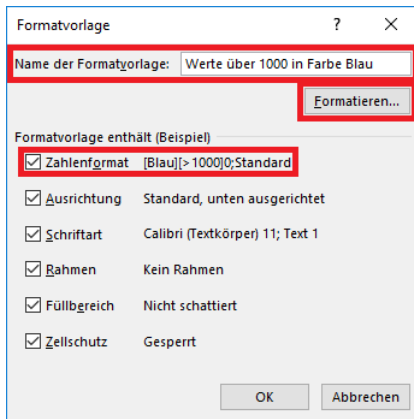 Formatvorlage ? ×
Name der Formatvorlage: Werte über 1000 in Farbe Blau
Formatieren...
Formatvorlage enthält (Beispiel)
Zahlenformat [Blau][>1000]0;Standard
Ausrichtung Standard, unten ausgerichtet
Schriftart Calibri (Textkörper) 11; Text 1
Rahmen Kein Rahmen
Füllbereich Nicht schattiert
Zellschutz Gesperrt
OK Abbrechen